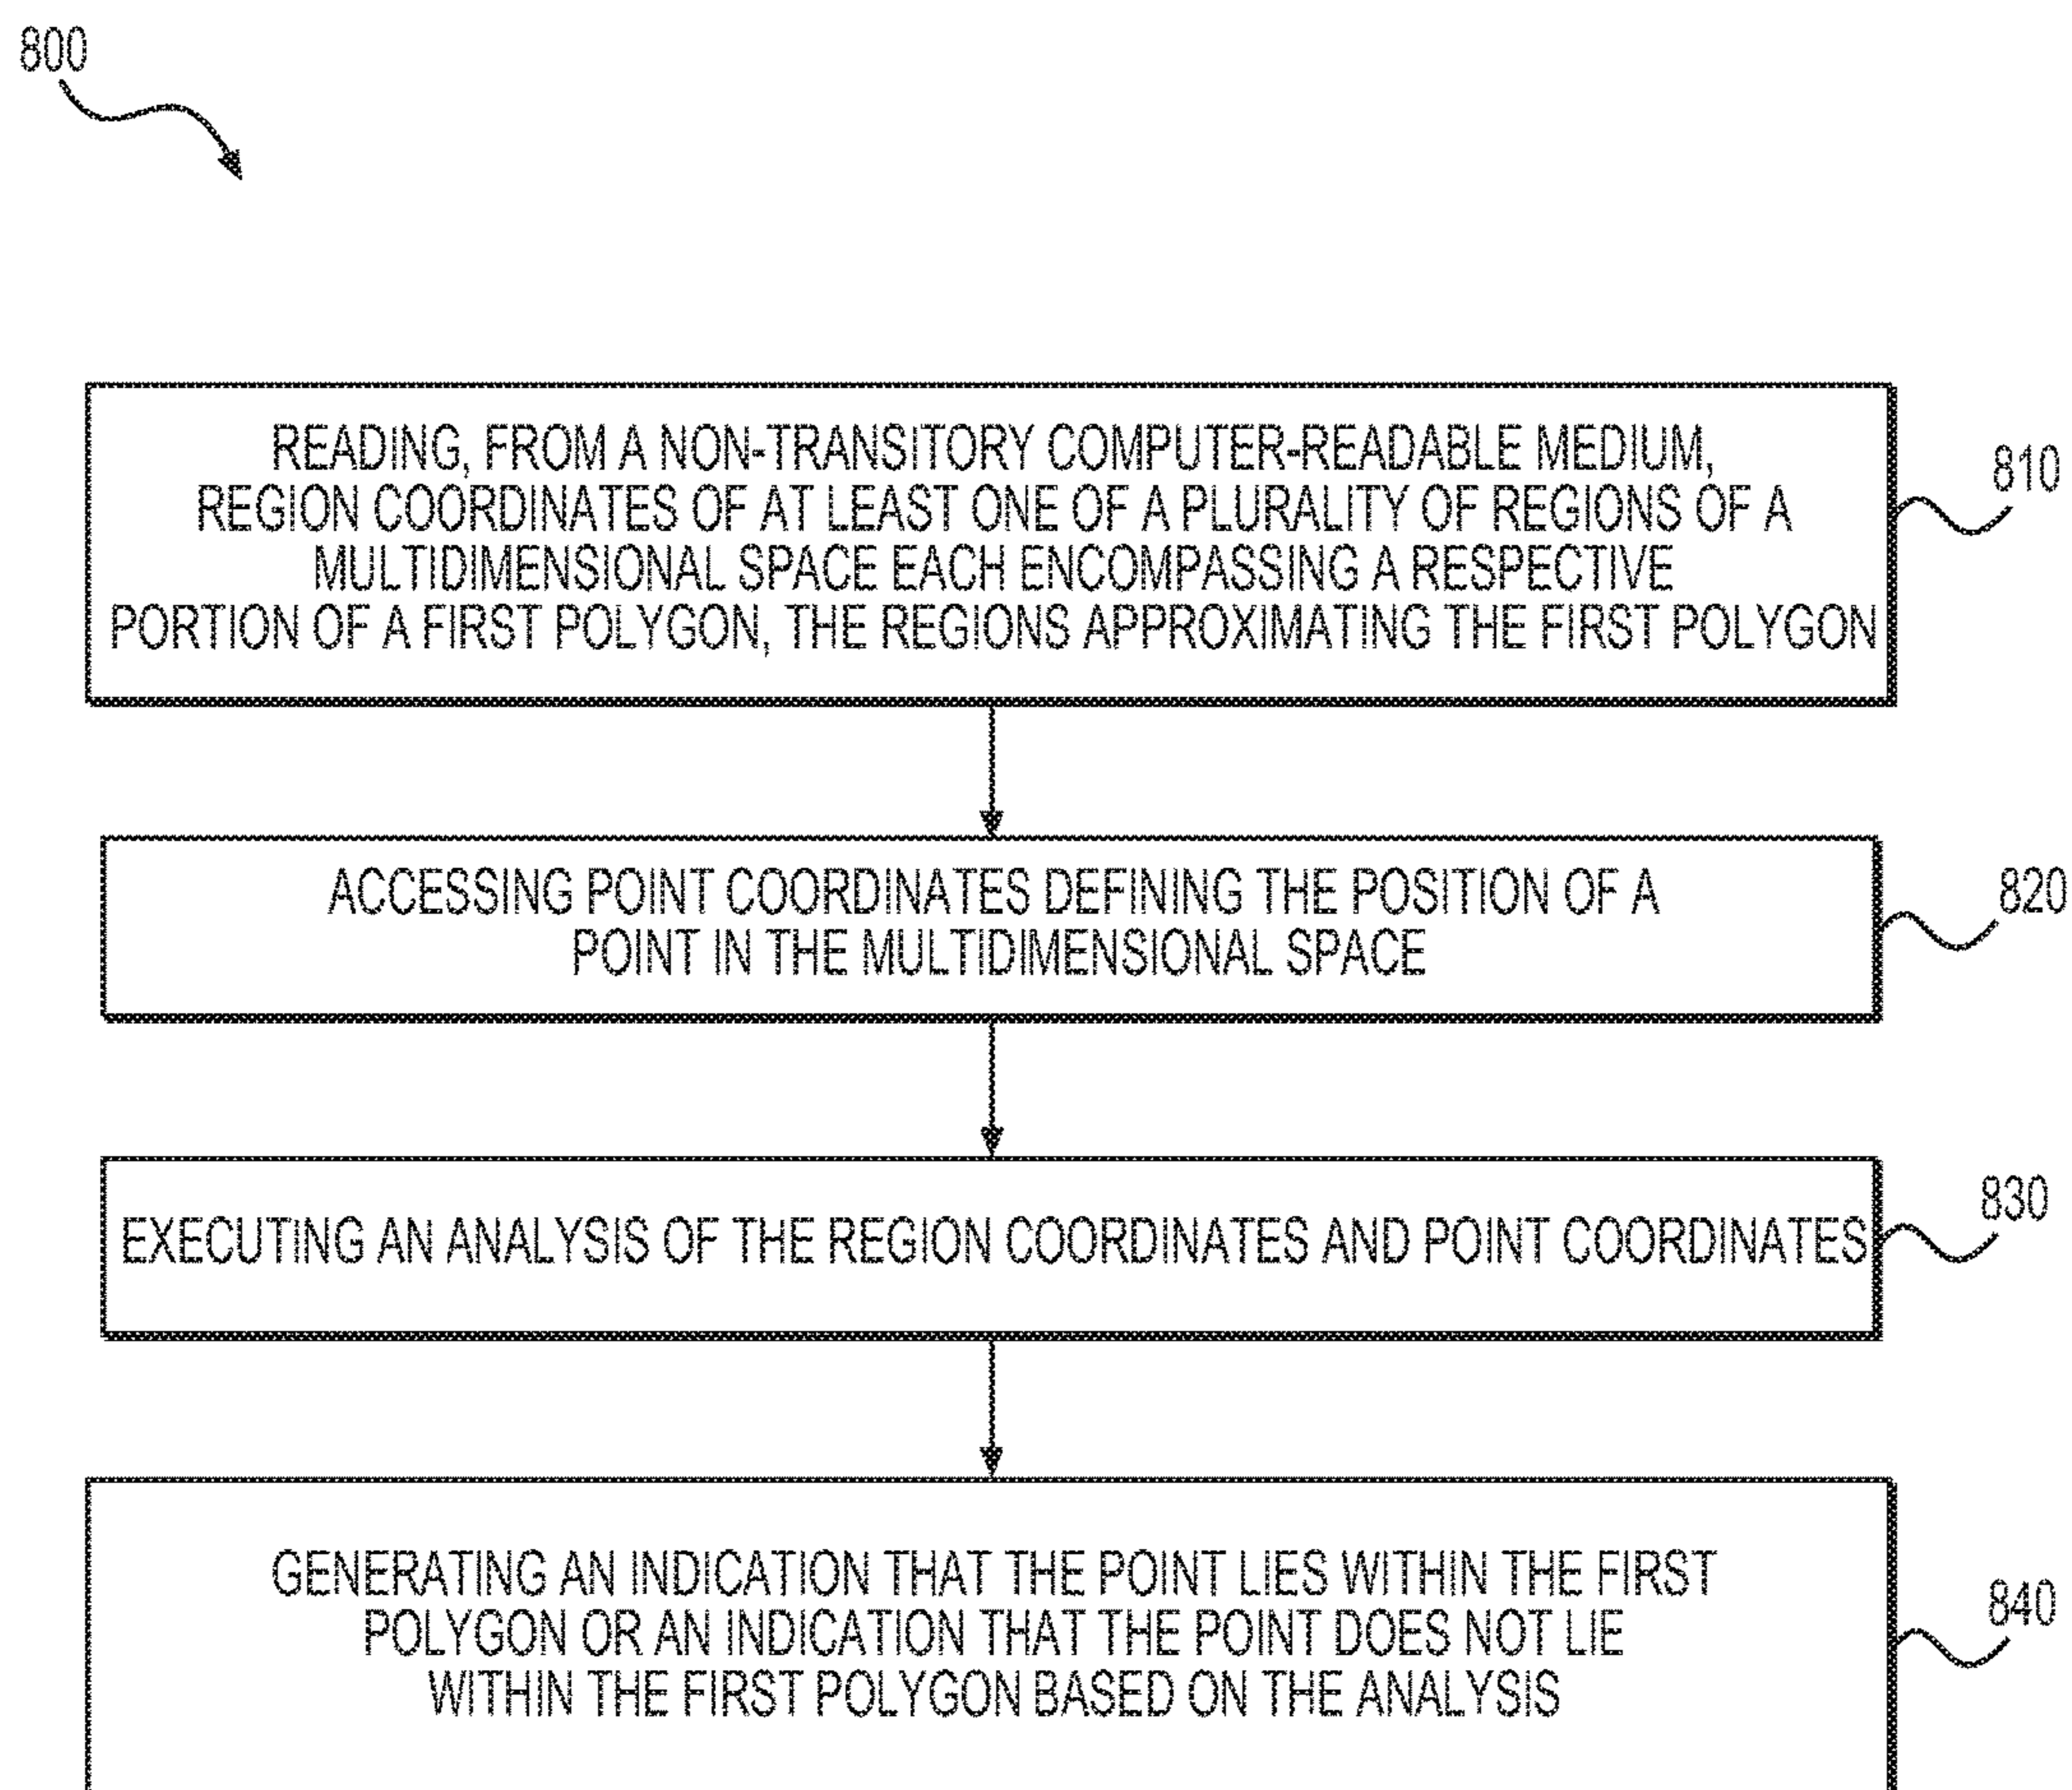 800
READING, FROM A NON-TRANSITORY COMPUTER-READABLE MEDIUM,
REGION COORDINATES OF AT LEAST ONE OF A PLURALITY OF REGIONS OF A
MULTIDIMENSIONAL SPACE EACH ENCOMPASSING A RESPECTIVE
PORTION OF A FIRST POLYGON, THE REGIONS APPROXIMATING THE FIRST POLYGON
810
ACCESSING POINT COORDINATES DEFINING THE POSITION OF A
POINT IN THE MULTIDIMENSIONAL SPACE
820
EXECUTING AN ANALYSIS OF THE REGION COORDINATES AND POINT COORDINATES
830
GENERATING AN INDICATION THAT THE POINT LIES WITHIN THE FIRST
POLYGON OR AN INDICATION THAT THE POINT DOES NOT LIE
WITHIN THE FIRST POLYGON BASED ON THE ANALYSIS
840